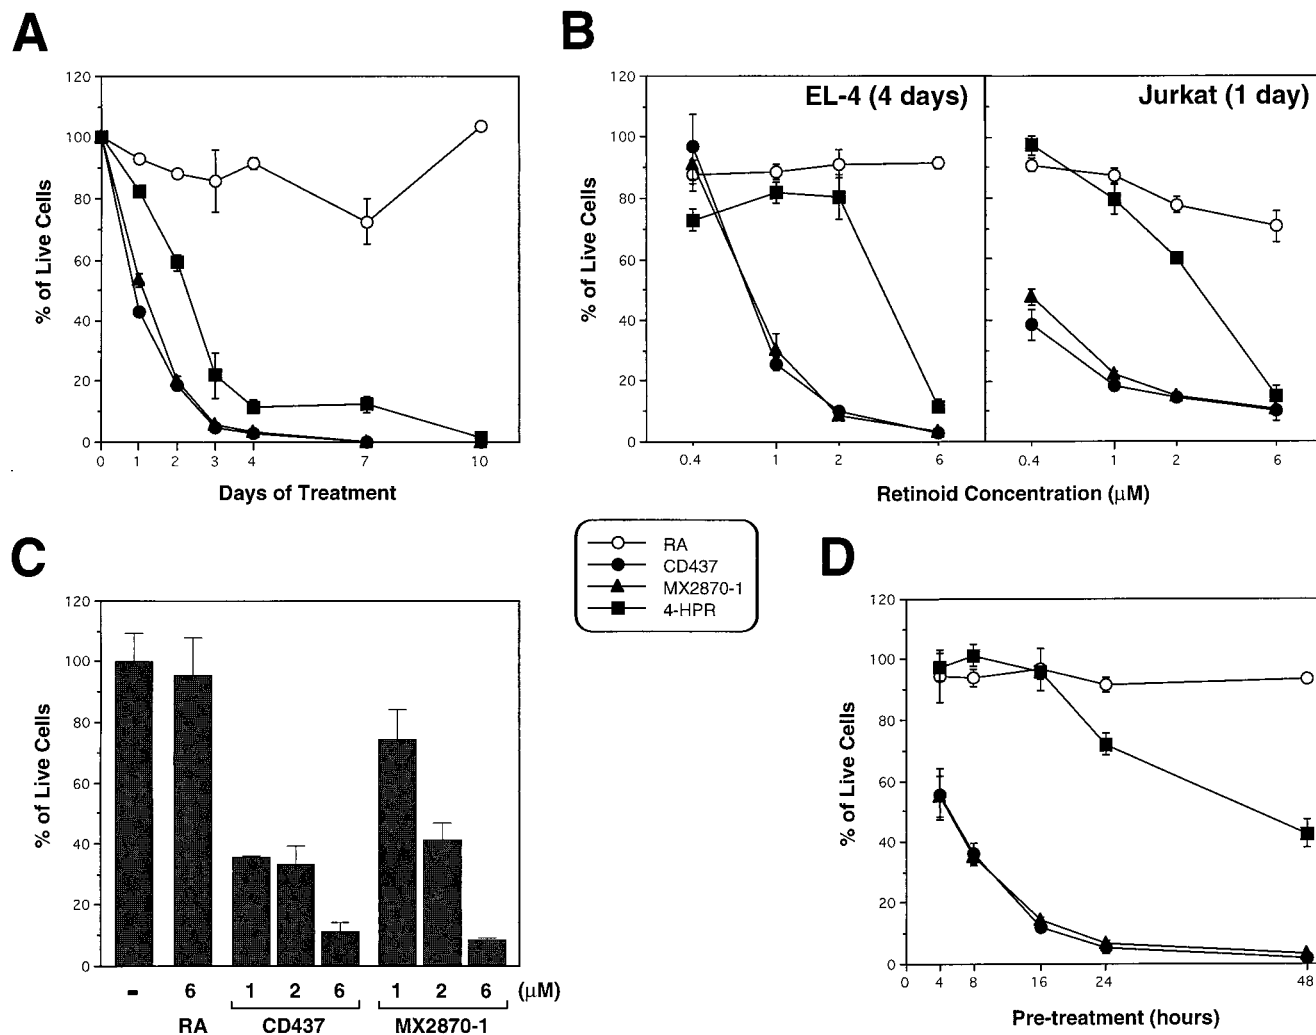 A
120
100
80
60
40
20
0
% of Live Cells
0 1 2 3 4 7 10
Days of Treatment
B
EL-4 (4 days)
Jurkat (1 day)
120
100
80
60
40
20
0
% of Live Cells
0.4 1 2 6
0.4 1 2 6
Retinoid Concentration (μM)
RA
CD437
MX2870-1
4-HPR
C
120
100
80
60
40
20
0
% of Live Cells
- 6 1 2 6 1 2 6 (μM)
RA CD437 MX2870-1
D
120
100
80
60
40
20
0
% of Live Cells
0 4 8 16 24 48
Pre-treatment (hours)